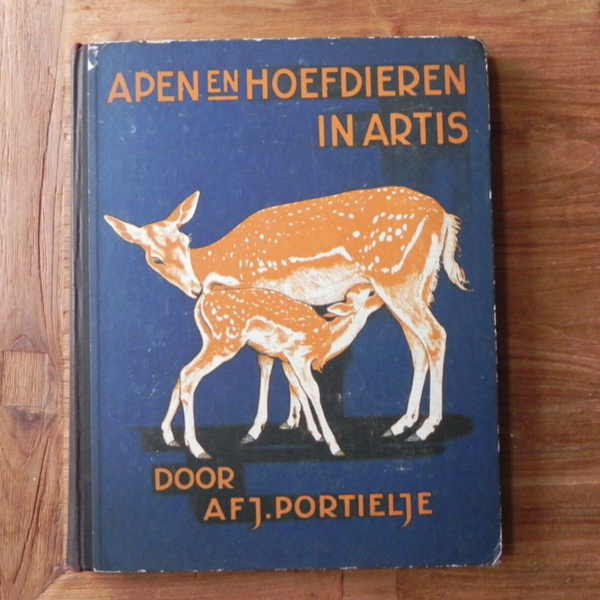 APEN EN HOEFDIEREN
IN ARTIS
DOOR
AFJ. PORTIELJE